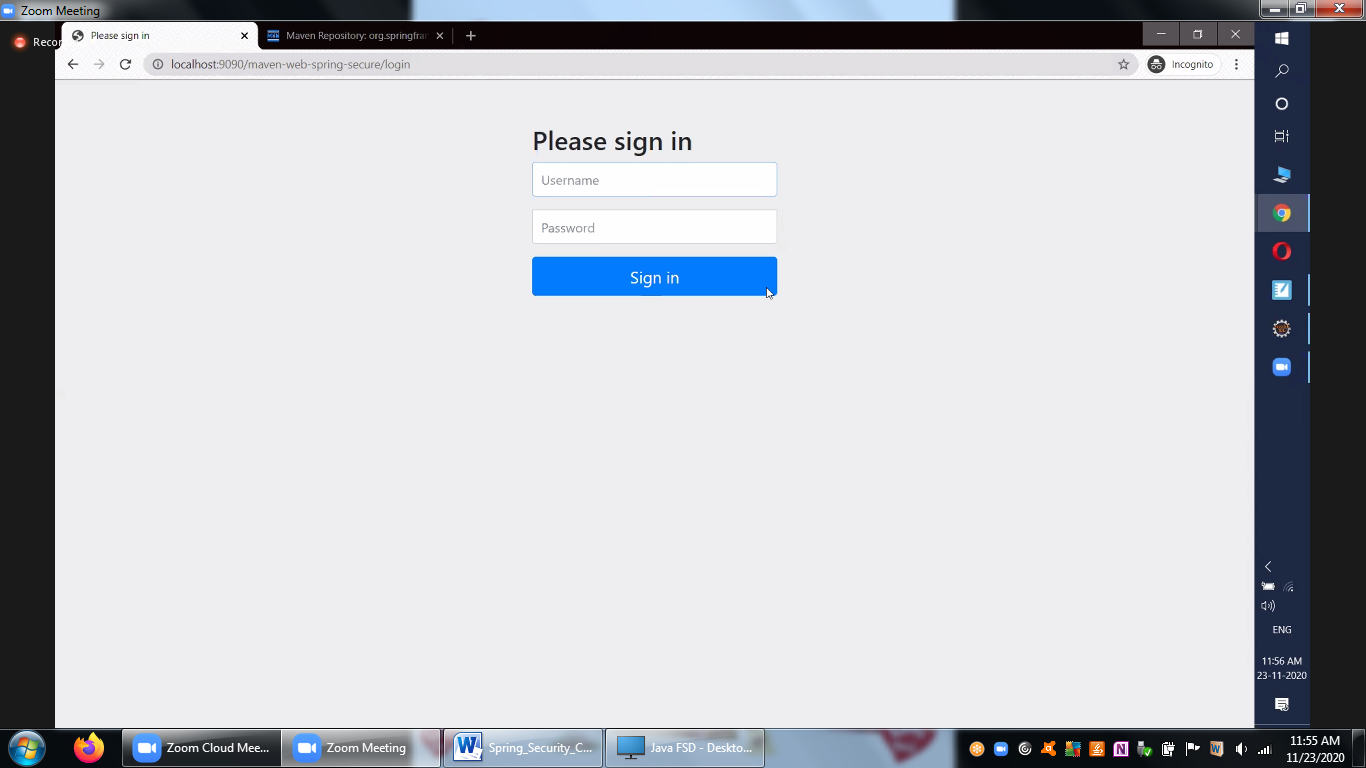 Zoom Meeting
Recor
Please sign in
Maven Repository: org.springfra
localhost:9090/maven-web-spring-secure/login
Incognito
Please sign in
Username
Password
Sign in
ENG
11:56 AM
23-11-2020
Zoom Cloud Mee...
Zoom Meeting
Spring_Security_C...
Java FSD - Deskto...
11:55 AM
11/23/2020